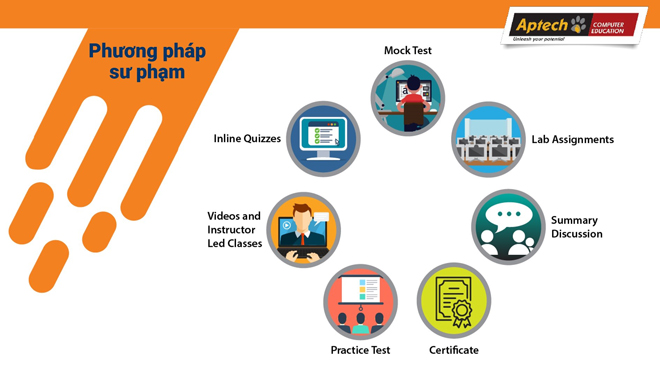 Phương pháp
sư phạm
Aptech
COMPUTER
EDUCATION
Unleash your potential
Mock Test
Inline Quizzes
Lab Assignments
Videos and
Instructor
Led Classes
Summary
Discussion
Practice Test
Certificate